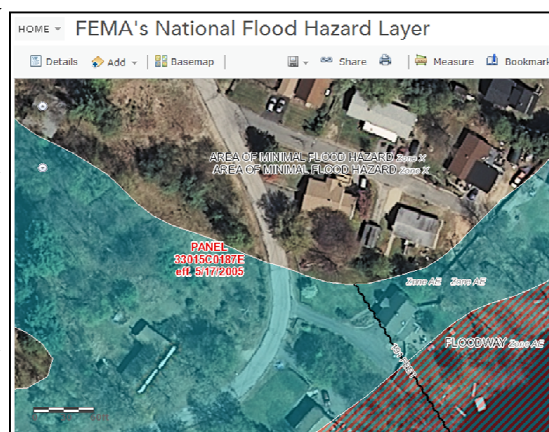 HOME FEMA's National Flood Hazard Layer
Details Add Basemap Share Measure Bookmark
AREA OF MINIMAL FLOOD HAZARD Zone X
AREA OF MINIMAL FLOOD HAZARD Zone X
PANEL
33015C0187E
eff. 5/17/2005
Zone AE Zone AE
FLOODWAY Zone AE